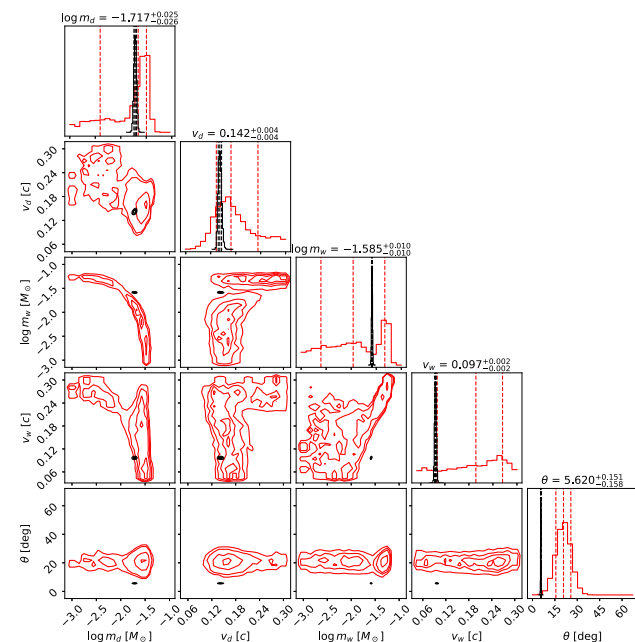 log m_d = −1.717^{+0.025}_{−0.026}
v_d = 0.142^{+0.004}_{−0.004}
0.30
0.24
0.18
0.12
0.06
v_d [c]
log m_w = −1.585^{+0.010}_{−0.010}
−1.0
−1.5
−2.0
−2.5
−3.0
log m_w [M_⊙]
v_w = 0.097^{+0.002}_{−0.002}
0.30
0.24
0.18
0.12
0.06
v_w [c]
θ = 5.620^{+0.151}_{−0.158}
60
40
20
0
θ [deg]
−3.0 −2.5 −2.0 −1.5 −1.0 0.06 0.12 0.18 0.24 0.30 −3.0 −2.5 −2.0 −1.5 −1.0 0.06 0.12 0.18 0.24 0.30 0 15 30 45 60
log m_d [M_⊙] v_d [c] log m_w [M_⊙] v_w [c] θ [deg]